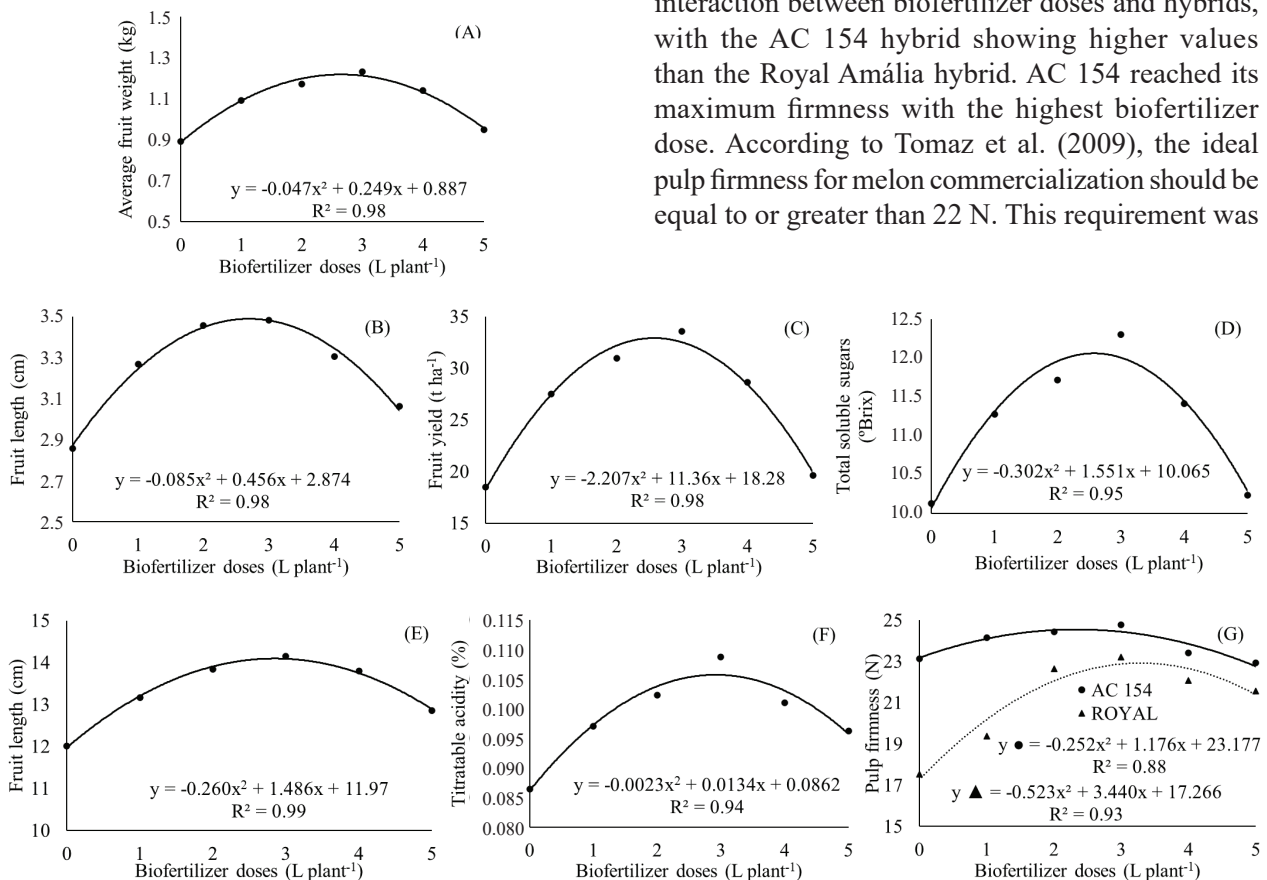 interaction between biofertilizer doses and hybrids,
with the AC 154 hybrid showing higher values
than the Royal Amália hybrid. AC 154 reached its
maximum firmness with the highest biofertilizer
dose. According to Tomaz et al. (2009), the ideal
pulp firmness for melon commercialization should be
equal to or greater than 22 N. This requirement was
(A)
Average fruit weight (kg)
1.5
1.3
1.1
0.9
0.7
0.5
y = -0.047x² + 0.249x + 0.887
R² = 0.98
0 1 2 3 4 5
Biofertilizer doses (L plant⁻¹)
(B)
Fruit length (cm)
3.5
3.3
3.1
2.9
2.7
2.5
y = -0.085x² + 0.456x + 2.874
R² = 0.98
0 1 2 3 4 5
Biofertilizer doses (L plant⁻¹)
(C)
Fruit yield (t ha⁻¹)
35
30
25
20
15
y = -2.207x² + 11.36x + 18.28
R² = 0.98
0 1 2 3 4 5
Biofertilizer doses (L plant⁻¹)
(D)
Total soluble sugars
(ºBrix)
12.5
12.0
11.5
11.0
10.5
10.0
y = -0.302x² + 1.551x + 10.065
R² = 0.95
0 1 2 3 4 5
Biofertilizer doses (L plant⁻¹)
(E)
Fruit length (cm)
15
14
13
12
11
10
y = -0.260x² + 1.486x + 11.97
R² = 0.99
0 1 2 3 4 5
Biofertilizer doses (L plant⁻¹)
(F)
Titratable acidity (%)
0.115
0.110
0.105
0.100
0.095
0.090
0.085
0.080
y = -0.0023x² + 0.0134x + 0.0862
R² = 0.94
0 1 2 3 4 5
Biofertilizer doses (L plant⁻¹)
(G)
Pulp firmness (N)
25
23
21
19
17
15
● AC 154
▲ ROYAL
y ● = -0.252x² + 1.176x + 23.177
R² = 0.88
y ▲ = -0.523x² + 3.440x + 17.266
R² = 0.93
0 1 2 3 4 5
Biofertilizer doses (L plant⁻¹)